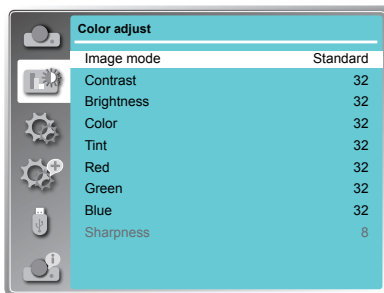 Color adjust
Image mode Standard
Contrast 32
Brightness 32
Color 32
Tint 32
Red 32
Green 32
Blue 32
Sharpness 8